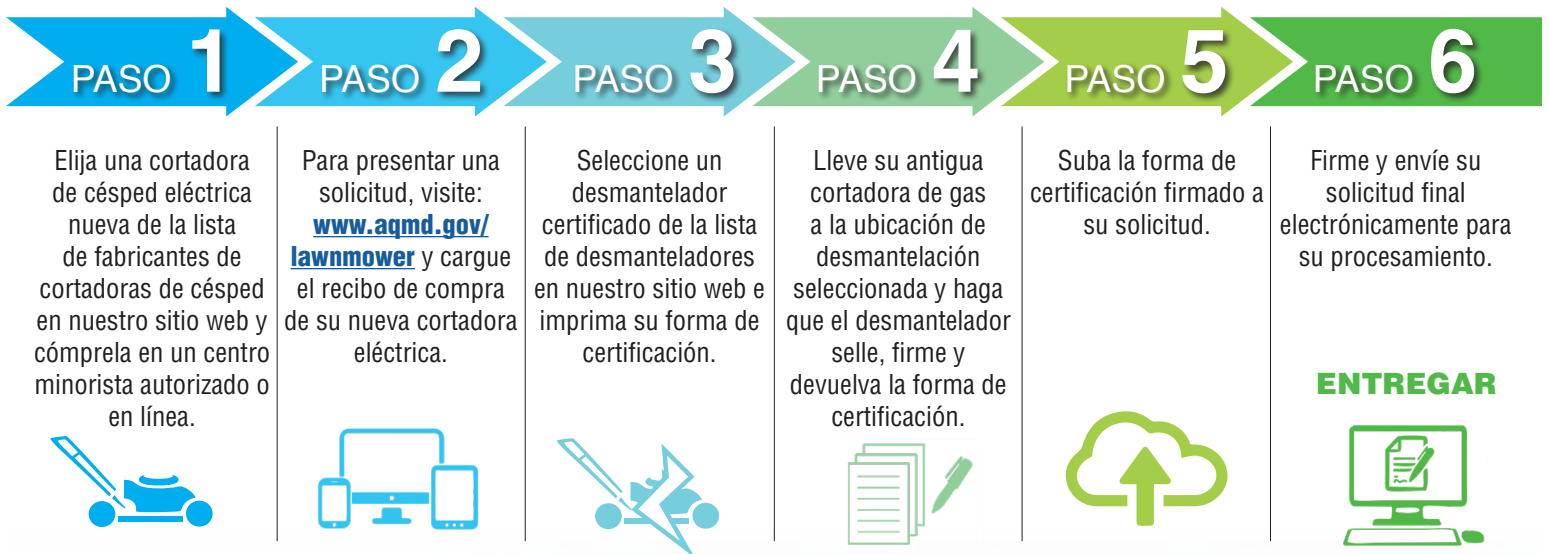 PASO 1
Elija una cortadora
de césped eléctrica
nueva de la lista
de fabricantes de
cortadoras de césped
en nuestro sitio web y
cómprela en un centro
minorista autorizado o
en línea.
PASO 2
Para presentar una
solicitud, visite:
www.aqmd.gov/
lawnmower y cargue
el recibo de compra
de su nueva cortadora
eléctrica.
PASO 3
Seleccione un
desmantelador
certificado de la lista
de desmanteladores
en nuestro sitio web e
imprima su forma de
certificación.
PASO 4
Lleve su antigua
cortadora de gas
a la ubicación de
desmantelación
seleccionada y haga
que el desmantelador
selle, firme y
devuelva la forma de
certificación.
PASO 5
Suba la forma de
certificación firmado a
su solicitud.
PASO 6
Firme y envíe su
solicitud final
electrónicamente para
su procesamiento.
ENTREGAR